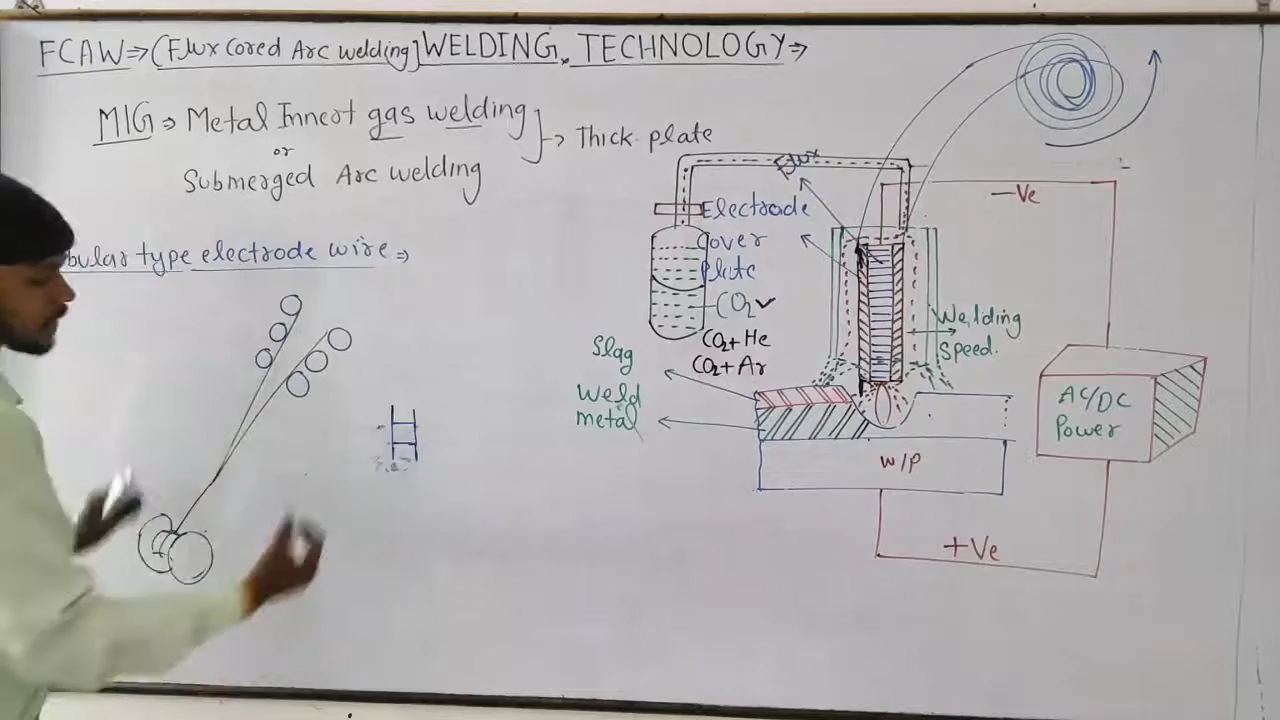 FCAW⇒(Flux Cored Arc welding] WELDING. TECHNOLOGY⇒
MIG⇒ Metal Innert gas welding
or
Submerged Arc welding
→ Thick plate
bular type electrode wire⇒
Flux
Electrode
Cover
Plate
CO2✓
CO2+He
CO2+Ar
Slag
Weld
metal
Welding
Speed.
-Ve
AC/DC
Power
W/P
+Ve